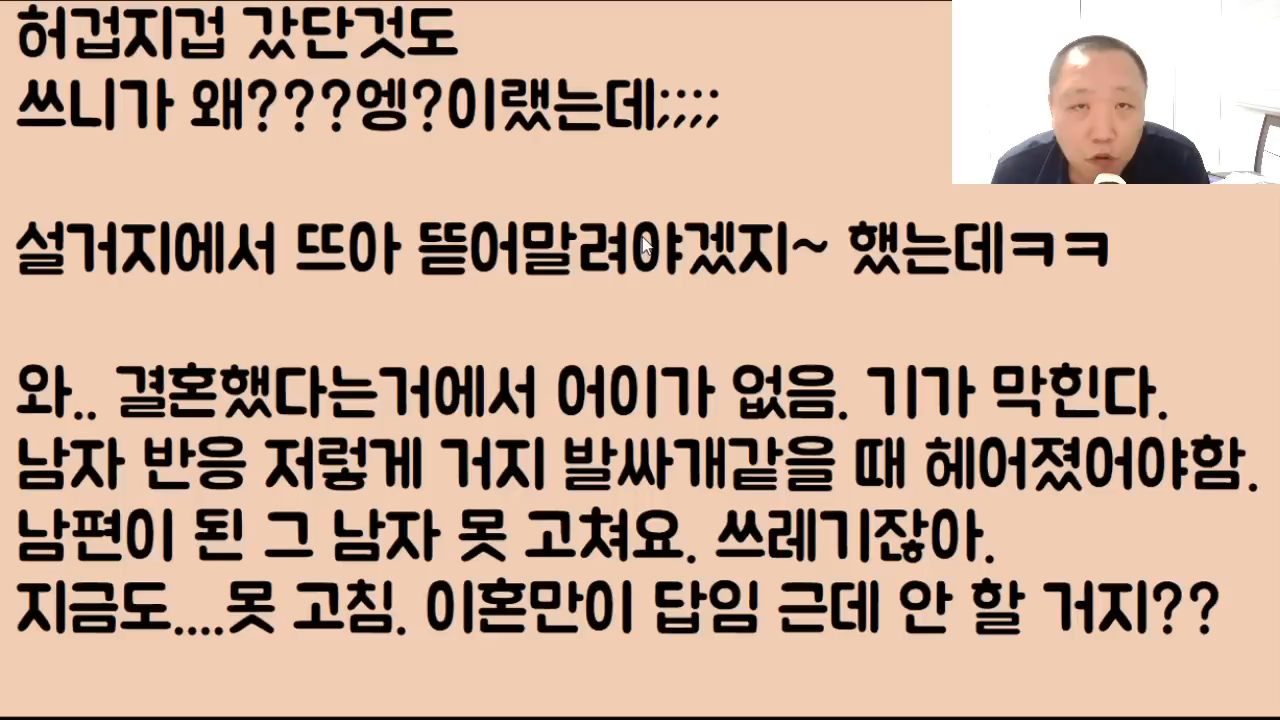 허겁지겁 갔단것도
쓰니가 왜???엥?이랬는데;;;;
설거지에서 뜨아 뜯어말려야겠지~ 했는데ㅋㅋ
와.. 결혼했다는거에서 어이가 없음. 기가 막힌다.
남자 반응 저렇게 거지 발싸개같을 때 헤어졌어야함.
남편이 된 그 남자 못 고쳐요. 쓰레기잖아.
지금도....못 고침. 이혼만이 답임 근데 안 할 거지??